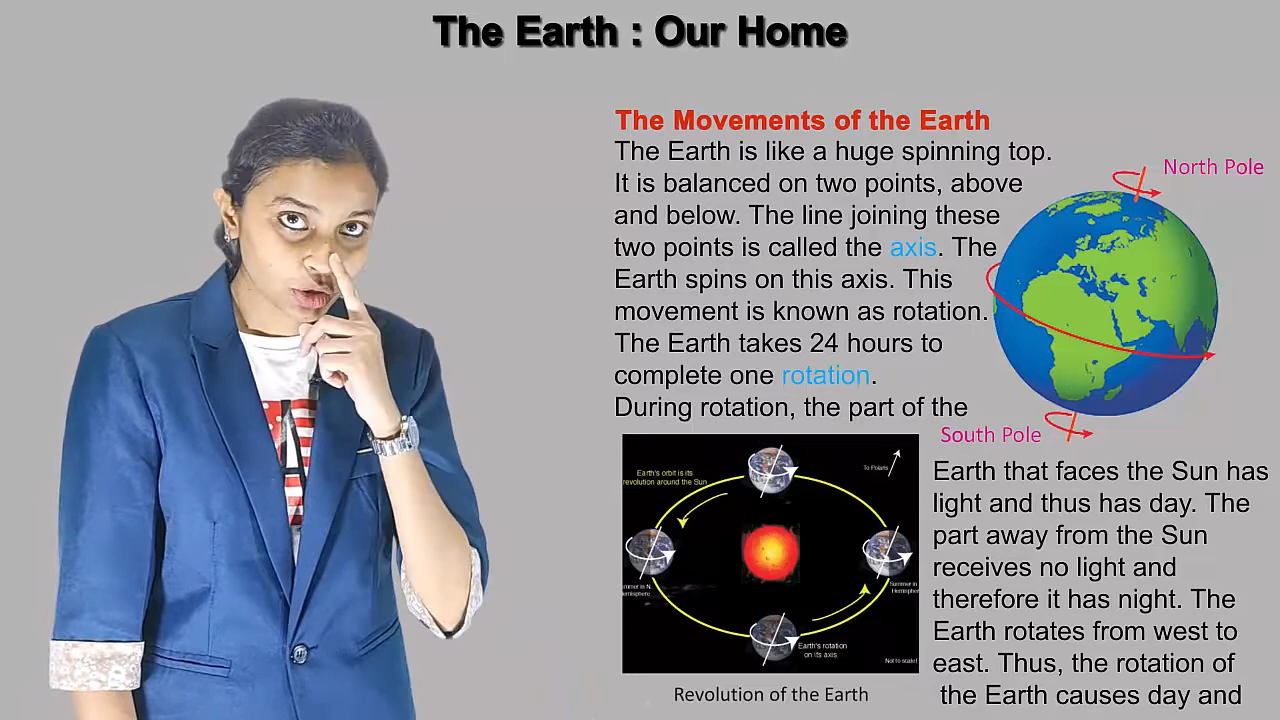 The Earth : Our Home
The Movements of the Earth
The Earth is like a huge spinning top.
It is balanced on two points, above
and below. The line joining these
two points is called the axis. The
Earth spins on this axis. This
movement is known as rotation.
The Earth takes 24 hours to
complete one rotation.
During rotation, the part of the
North Pole
South Pole
Earth that faces the Sun has
light and thus has day. The
part away from the Sun
receives no light and
therefore it has night. The
Earth rotates from west to
east. Thus, the rotation of
the Earth causes day and
Earth's orbit is its
revolution around the Sun
To Polaris
mmer in N.
Hemisphere
Summer in
Hemispher
Earth's rotation
on its axis
Not to scale!
Revolution of the Earth